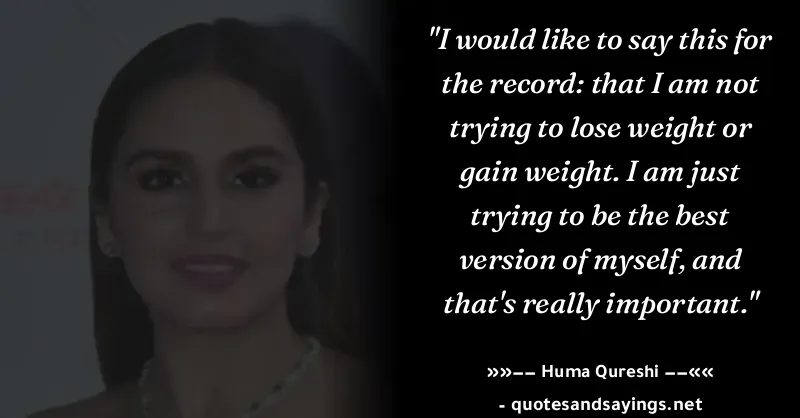 "I would like to say this for
the record: that I am not
trying to lose weight or
gain weight. I am just
trying to be the best
version of myself, and
that's really important."
»»–– Huma Qureshi ––««
- quotesandsayings.net